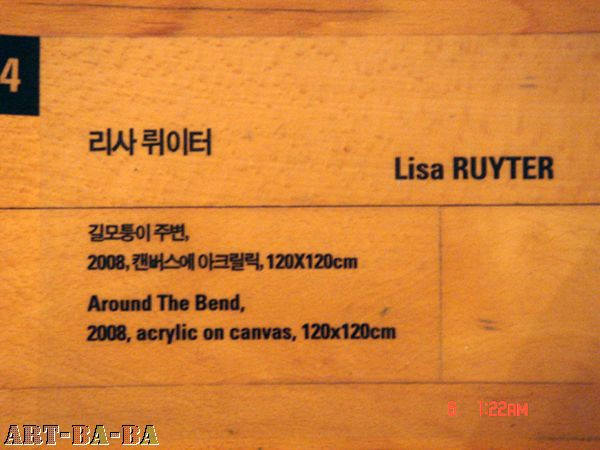 4
리사 뤼이터
Lisa RUYTER
길모퉁이 주변,
2008, 캔버스에 아크릴릭, 120X120cm
Around The Bend,
2008, acrylic on canvas, 120x120cm
6 1:22AM
ART-BA-BA